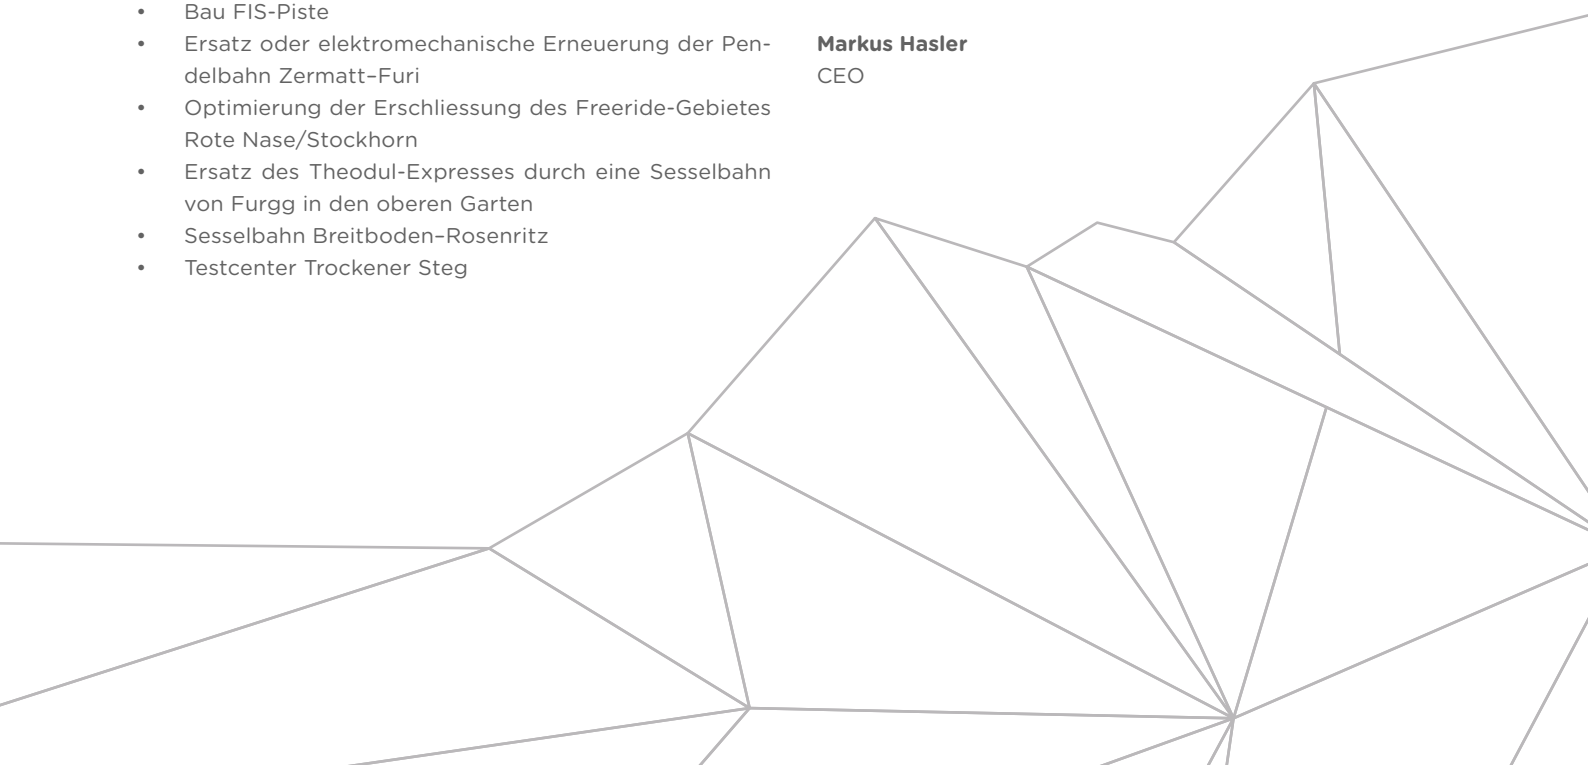 • Bau FIS-Piste
• Ersatz oder elektromechanische Erneuerung der Pen-
delbahn Zermatt–Furi
• Optimierung der Erschliessung des Freeride-Gebietes
Rote Nase/Stockhorn
• Ersatz des Theodul-Expresses durch eine Sesselbahn
von Furgg in den oberen Garten
• Sesselbahn Breitboden–Rosenritz
• Testcenter Trockener Steg
Markus Hasler
CEO